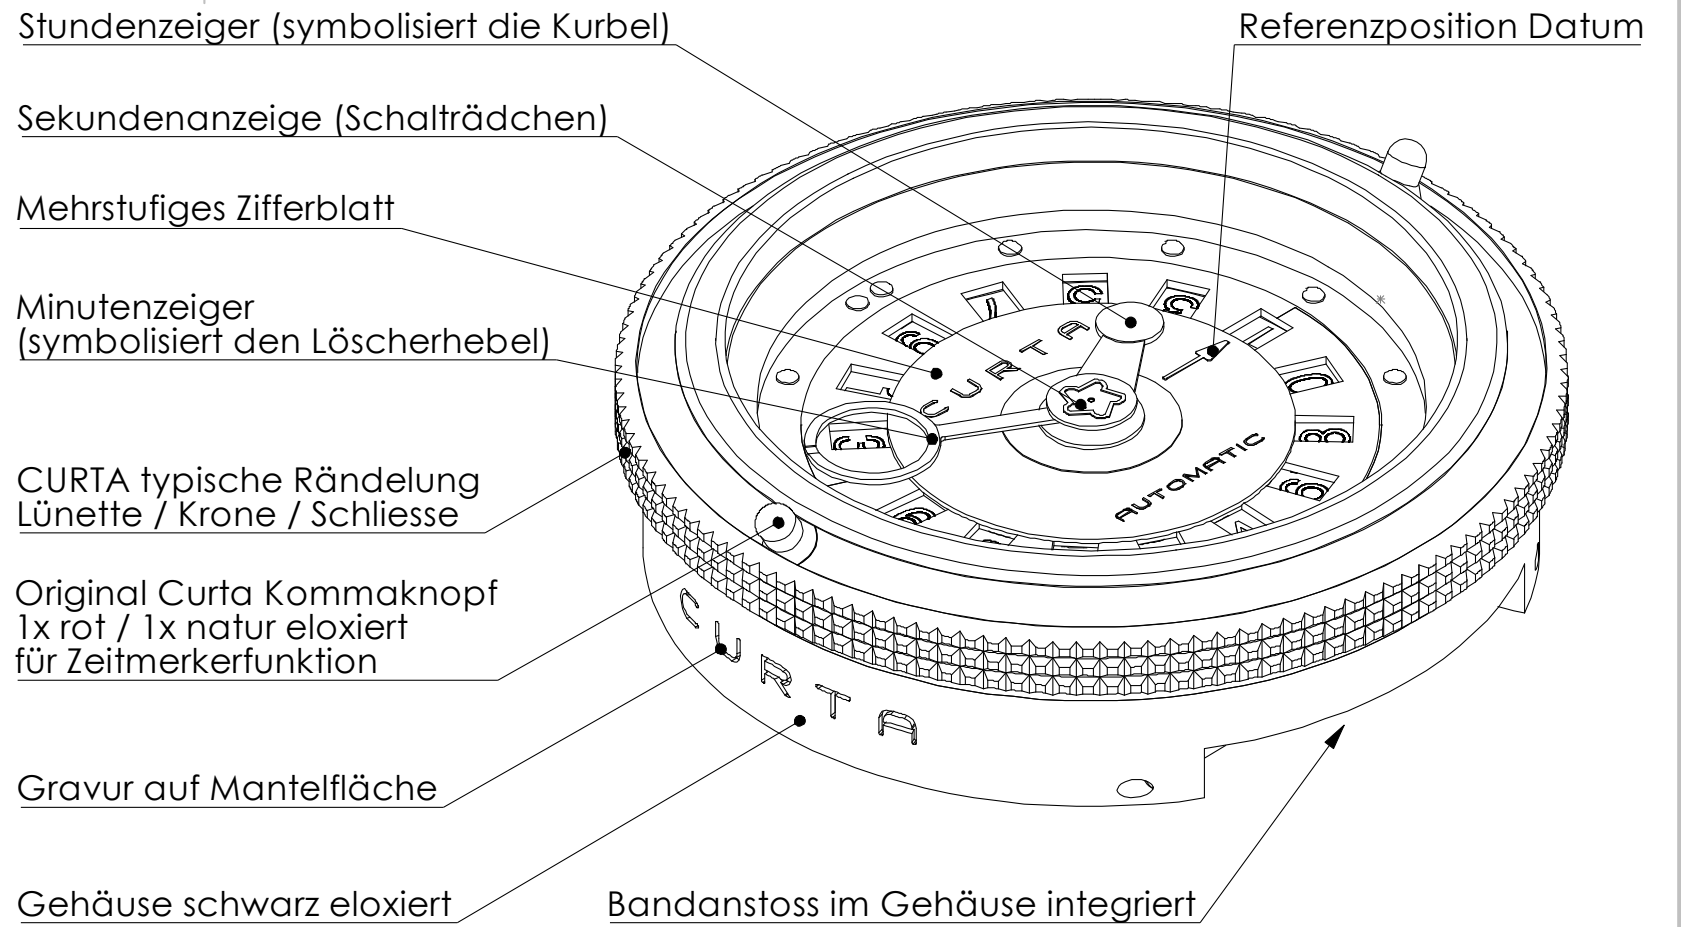 Stundenzeiger (symbolisiert die Kurbel)
Referenzposition Datum
Sekundenanzeige (Schalträdchen)
Mehrstufiges Zifferblatt
Minutenzeiger
(symbolisiert den Löscherhebel)
CURTA
AUTOMATIC
CURTA typische Rändelung
Lünette / Krone / Schliesse
Original Curta Kommaknopf
1x rot / 1x natur eloxiert
für Zeitmerkerfunktion
CURTA
Gravur auf Mantelfläche
Gehäuse schwarz eloxiert
Bandanstoss im Gehäuse integriert